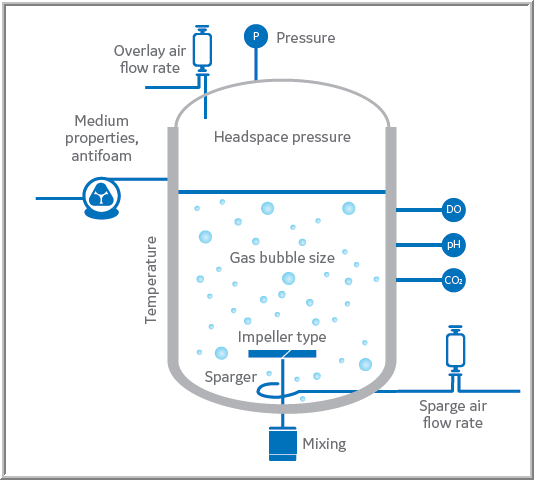 Overlay air
flow rate
P
Pressure
Medium
properties,
antifoam
Headspace pressure
DO
pH
CO₂
Gas bubble size
Temperature
Impeller type
Sparger
Sparge air
flow rate
Mixing